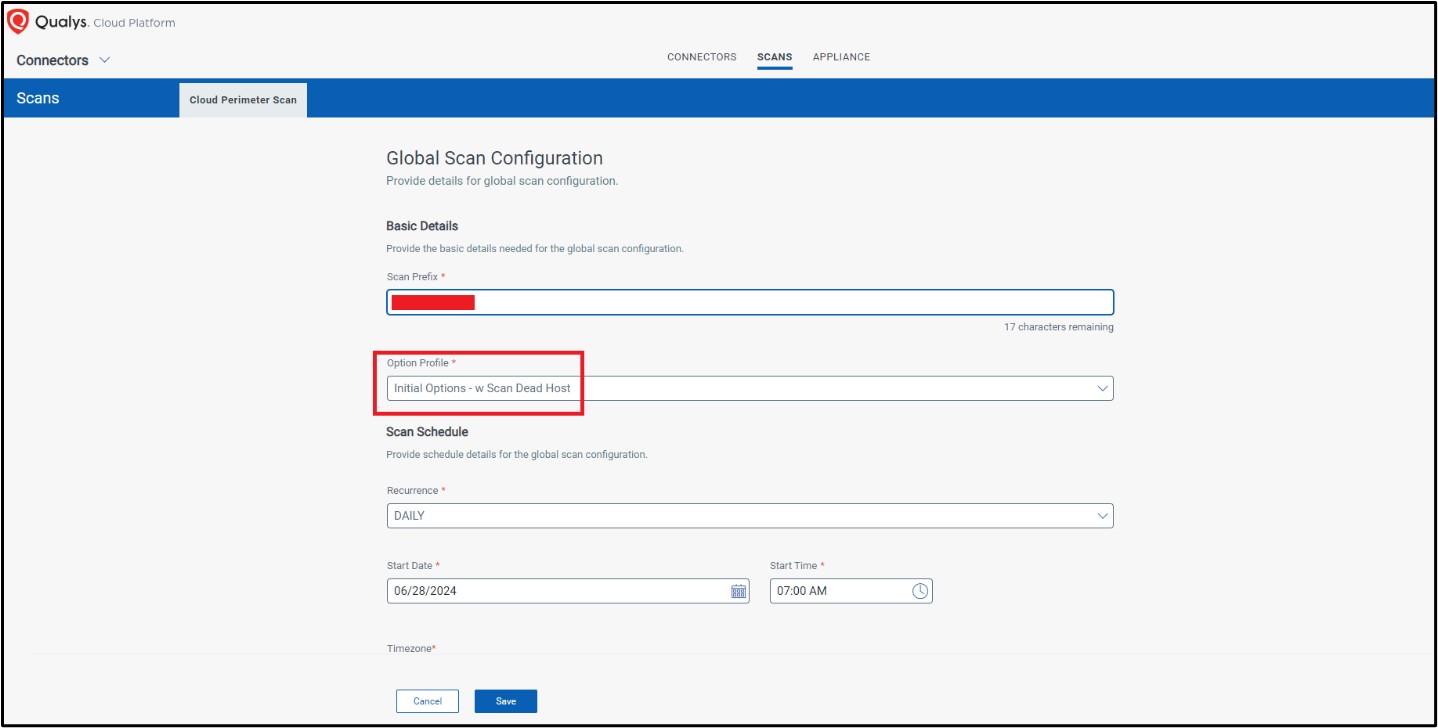 Qualys. Cloud Platform
Connectors
CONNECTORS SCANS APPLIANCE
Scans Cloud Perimeter Scan
Global Scan Configuration
Provide details for global scan configuration.
Basic Details
Provide the basic details needed for the global scan configuration.
Scan Prefix *
17 characters remaining
Option Profile *
Initial Options - w Scan Dead Host
Scan Schedule
Provide schedule details for the global scan configuration.
Recurrence *
DAILY
Start Date * Start Time *
06/28/2024 07:00 AM
Timezone*
Cancel Save